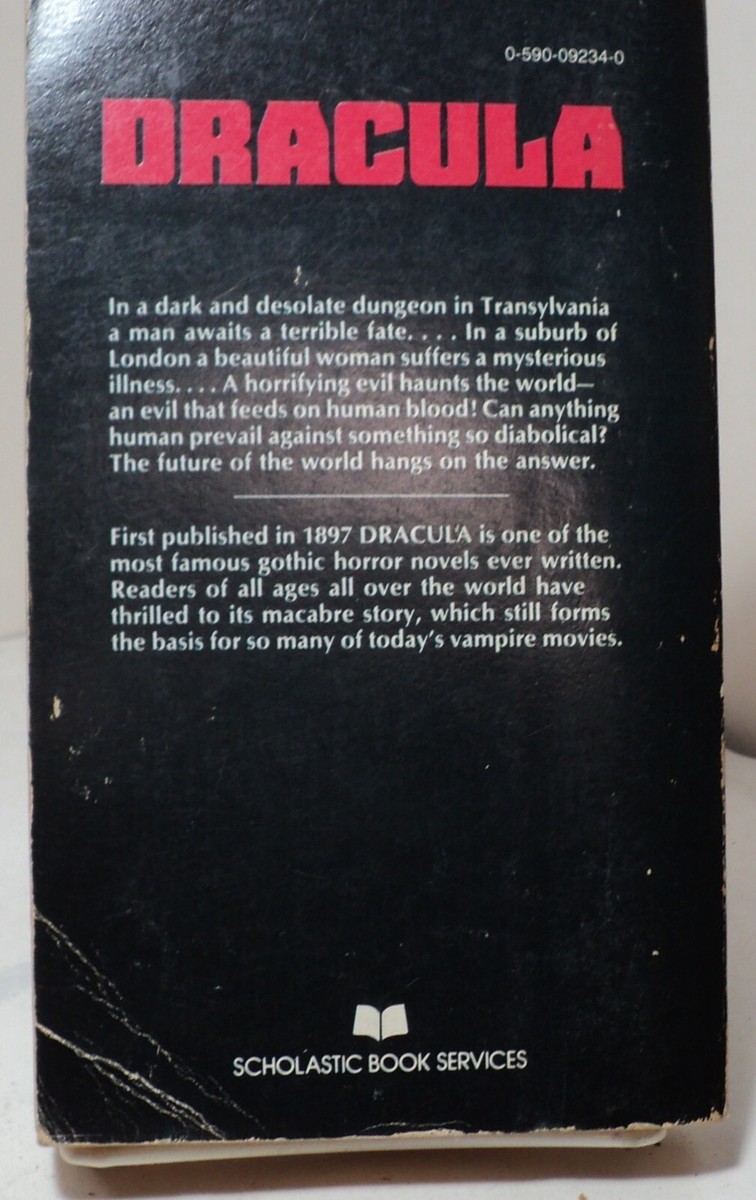 0-590-09234-0
DRACULA
In a dark and desolate dungeon in Transylvania
a man awaits a terrible fate. . . . In a suburb of
London a beautiful woman suffers a mysterious
illness. . . . A horrifying evil haunts the world—
an evil that feeds on human blood! Can anything
human prevail against something so diabolical?
The future of the world hangs on the answer.
First published in 1897 DRACULA is one of the
most famous gothic horror novels ever written.
Readers of all ages all over the world have
thrilled to its macabre story, which still forms
the basis for so many of today's vampire movies.
SCHOLASTIC BOOK SERVICES